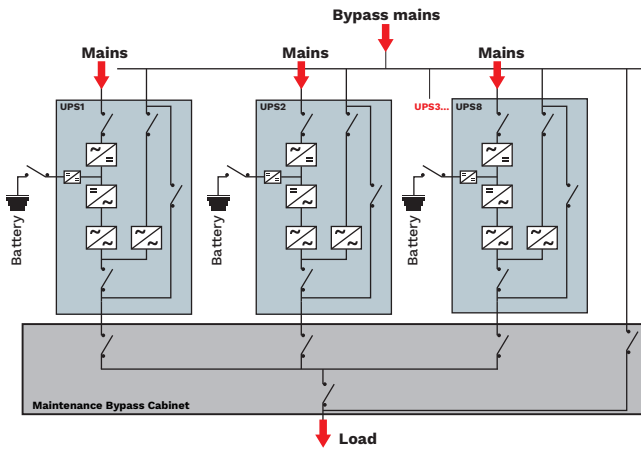 Bypass mains
Mains
Mains
Mains
UPS1
UPS2
UPS3...
UPS8
Battery
Battery
Battery
Maintenance Bypass Cabinet
Load